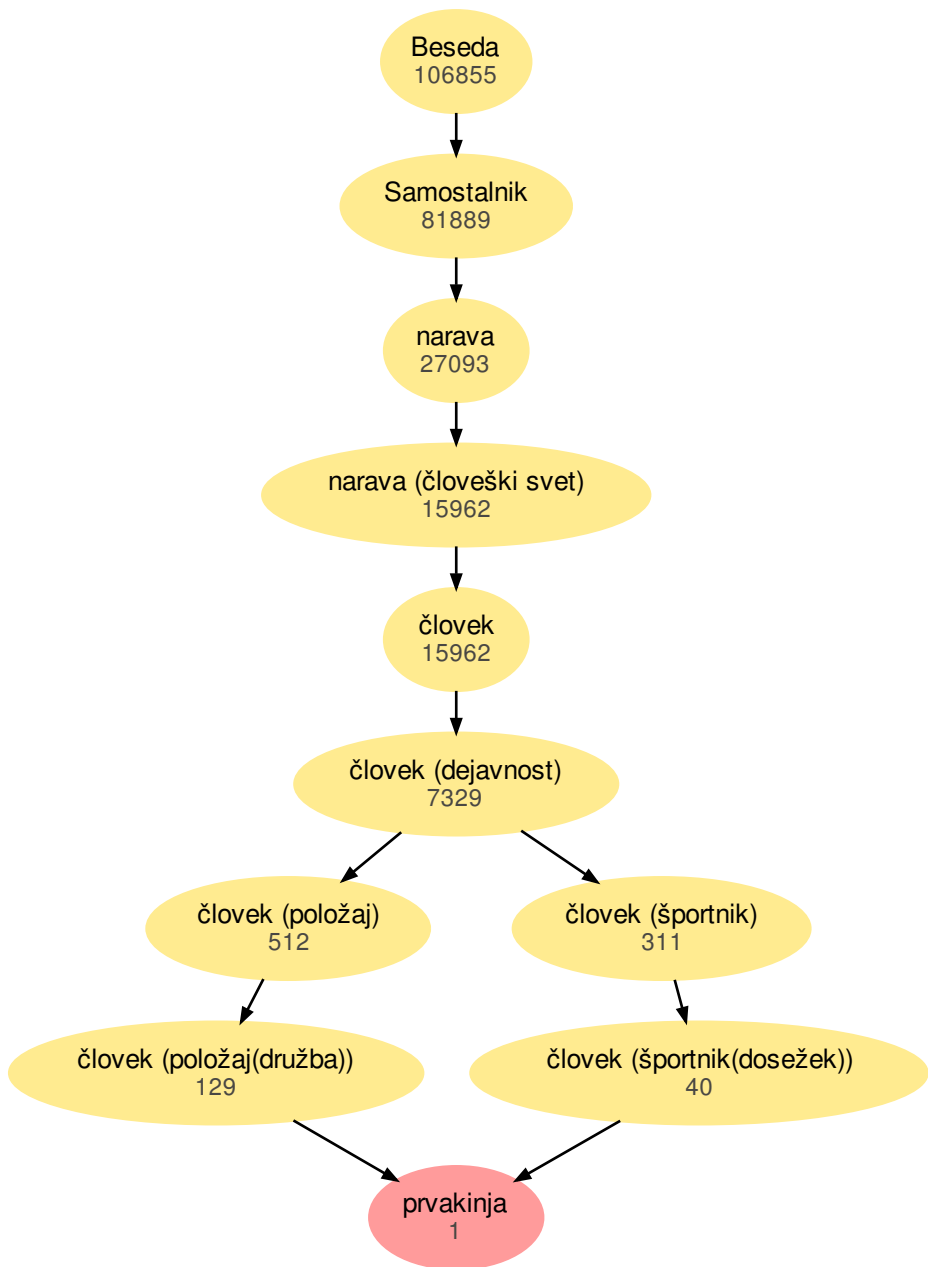 Beseda
106855
Samostalnik
81889
narava
27093
narava (človeški svet)
15962
človek
15962
človek (dejavnost)
7329
človek (položaj)
512
človek (športnik)
311
človek (položaj(družba))
129
človek (športnik(dosežek))
40
prvakinja
1